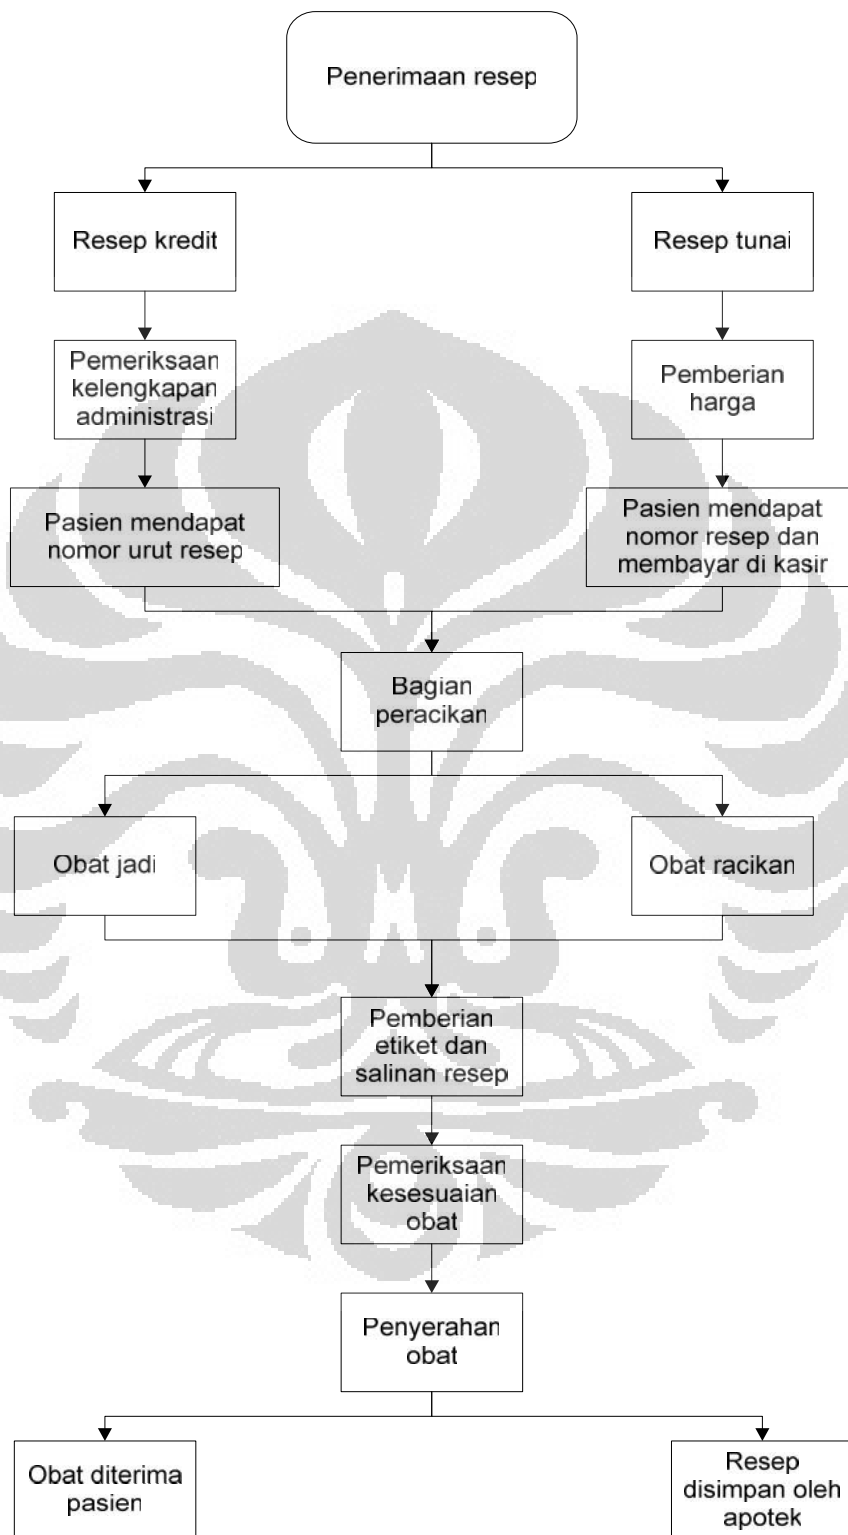 Penerimaan resep
Resep kredit
Resep tunai
Pemeriksaan
kelengkapan
administrasi
Pemberian
harga
Pasien mendapat
nomor urut resep
Pasien mendapat
nomor resep dan
membayar di kasir
Bagian
peracikan
Obat jadi
Obat racikan
Pemberian
etiket dan
salinan resep
Pemeriksaan
kesesuaian
obat
Penyerahan
obat
Obat diterima
pasien
Resep
disimpan oleh
apotek